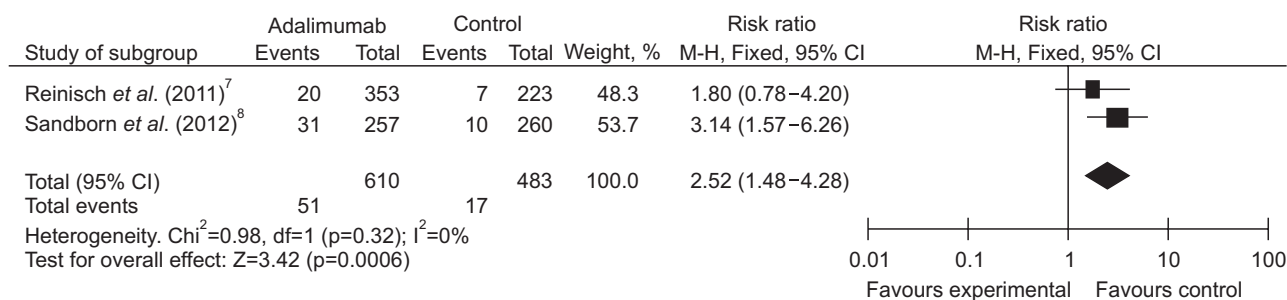 Adalimumab Control Risk ratio Risk ratio
Study of subgroup Events Total Events Total Weight, % M-H, Fixed, 95% CI M-H, Fixed, 95% CI
Reinisch et al. (2011)⁷ 20 353 7 223 48.3 1.80 (0.78−4.20)
Sandborn et al. (2012)⁸ 31 257 10 260 53.7 3.14 (1.57−6.26)
Total (95% CI) 610 483 100.0 2.52 (1.48−4.28)
Total events 51 17
Heterogeneity. Chi²=0.98, df=1 (p=0.32); I²=0%
Test for overall effect: Z=3.42 (p=0.0006)
0.01 0.1 1 10 100
Favours experimental Favours control